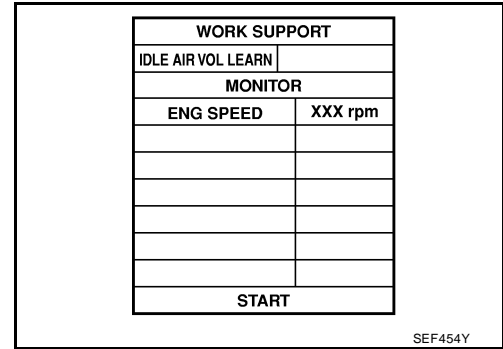 WORK SUPPORT
IDLE AIR VOL LEARN
MONITOR
ENG SPEED XXX rpm
START
SEF454Y